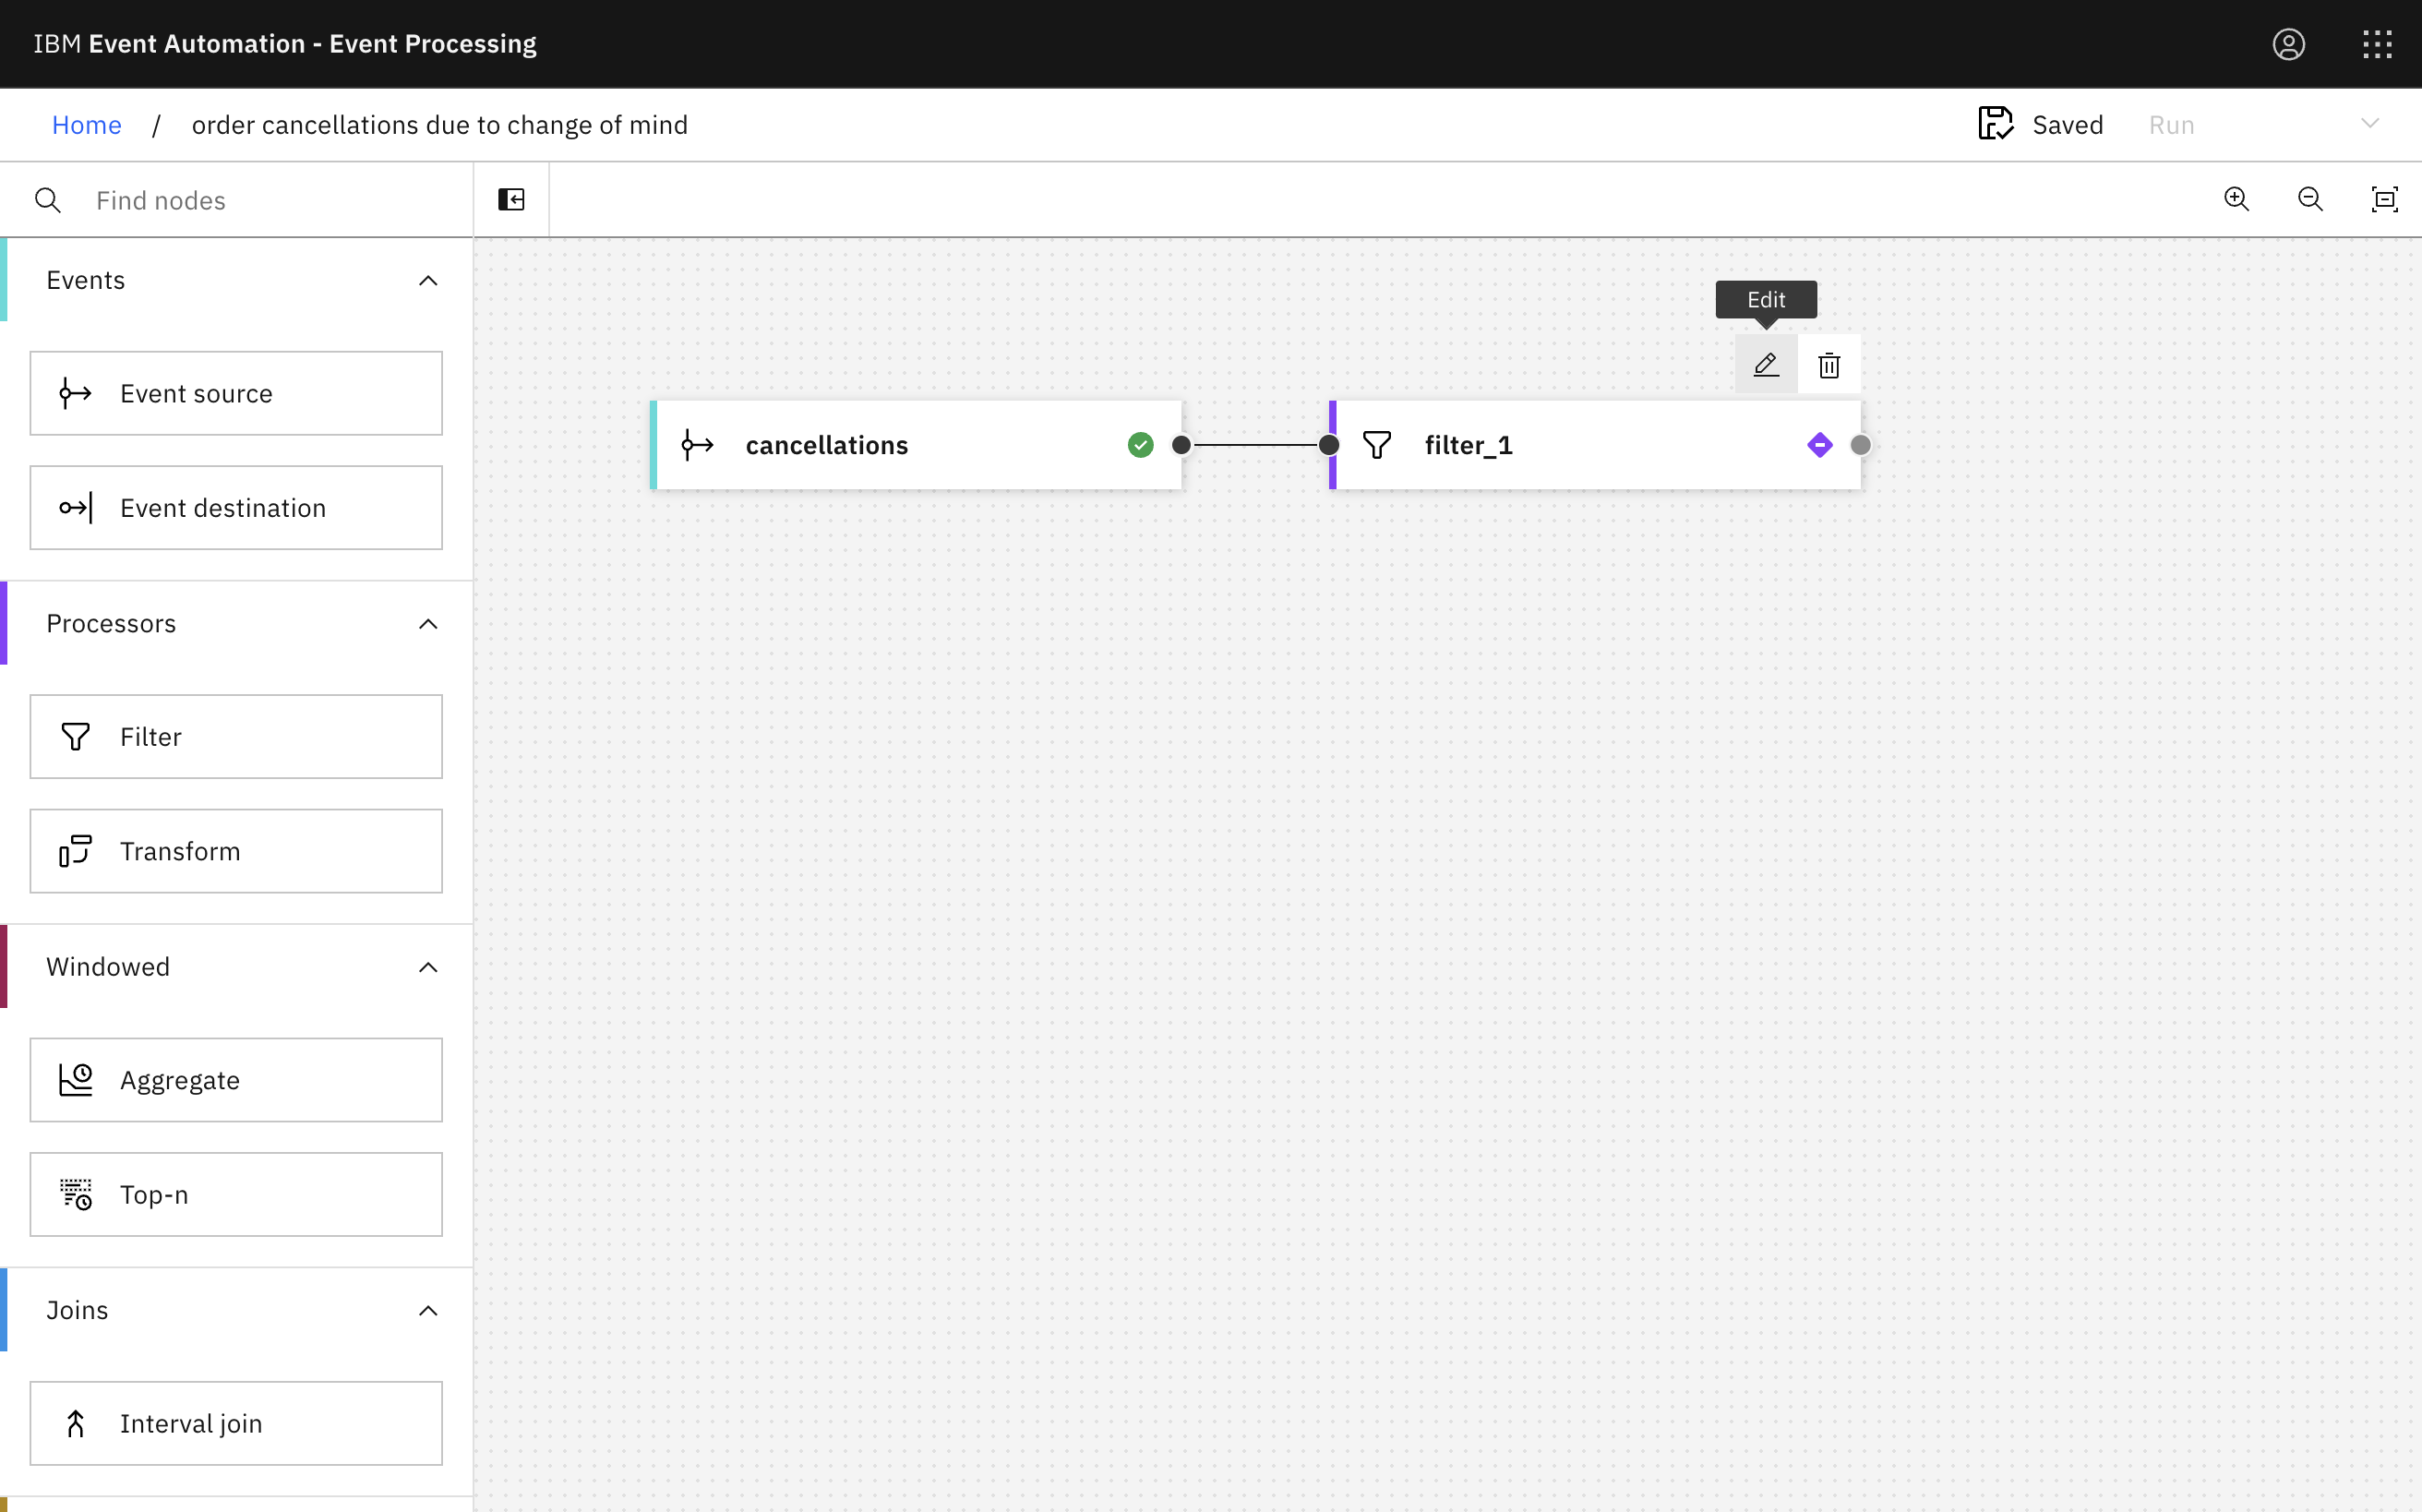 IBM Event Automation - Event Processing
Home / order cancellations due to change of mind
Saved
Run
Find nodes
Events
Edit
Event source
cancellations
filter_1
Event destination
Processors
Filter
Transform
Windowed
Aggregate
Top-n
Joins
Interval join